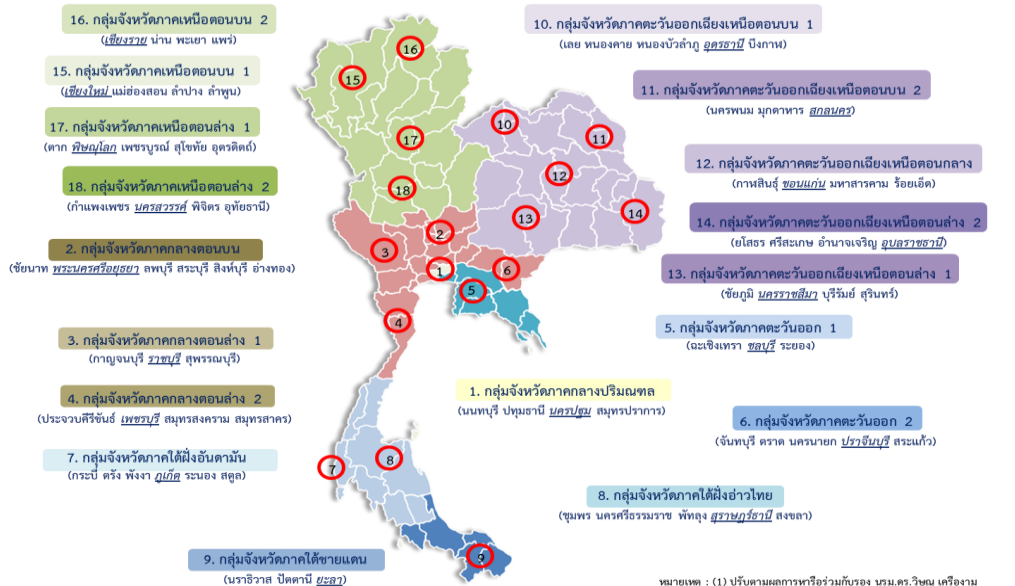 16. กลุ่มจังหวัดภาคเหนือตอนบน 2
(เชียงราย น่าน พะเยา แพร่)
15. กลุ่มจังหวัดภาคเหนือตอนบน 1
(เชียงใหม่ แม่ฮ่องสอน ลำปาง ลำพูน)
17. กลุ่มจังหวัดภาคเหนือตอนล่าง 1
(ตาก พิษณุโลก เพชรบูรณ์ สุโขทัย อุตรดิตถ์)
18. กลุ่มจังหวัดภาคเหนือตอนล่าง 2
(กำแพงเพชร นครสวรรค์ พิจิตร อุทัยธานี)
2. กลุ่มจังหวัดภาคกลางตอนบน
(ชัยนาท พระนครศรีอยุธยา ลพบุรี สระบุรี สิงห์บุรี อ่างทอง)
3. กลุ่มจังหวัดภาคกลางตอนล่าง 1
(กาญจนบุรี ราชบุรี สุพรรณบุรี)
4. กลุ่มจังหวัดภาคกลางตอนล่าง 2
(ประจวบคีรีขันธ์ เพชรบุรี สมุทรสงคราม สมุทรสาคร)
7. กลุ่มจังหวัดภาคใต้ฝั่งอันดามัน
(กระบี่ ตรัง พังงา ภูเก็ต ระนอง สตูล)
9. กลุ่มจังหวัดภาคใต้ชายแดน
(นราธิวาส ปัตตานี ยะลา)
16
15
17
18
10
11
12
13
14
2
3
1
6
5
4
7
8
9
10. กลุ่มจังหวัดภาคตะวันออกเฉียงเหนือตอนบน 1
(เลย หนองคาย หนองบัวลำภู อุดรธานี บึงกาฬ)
11. กลุ่มจังหวัดภาคตะวันออกเฉียงเหนือตอนบน 2
(นครพนม มุกดาหาร สกลนคร)
12. กลุ่มจังหวัดภาคตะวันออกเฉียงเหนือตอนกลาง
(กาฬสินธุ์ ขอนแก่น มหาสารคาม ร้อยเอ็ด)
14. กลุ่มจังหวัดภาคตะวันออกเฉียงเหนือตอนล่าง 2
(ยโสธร ศรีสะเกษ อำนาจเจริญ อุบลราชธานี)
13. กลุ่มจังหวัดภาคตะวันออกเฉียงเหนือตอนล่าง 1
(ชัยภูมิ นครราชสีมา บุรีรัมย์ สุรินทร์)
5. กลุ่มจังหวัดภาคตะวันออก 1
(ฉะเชิงเทรา ชลบุรี ระยอง)
1. กลุ่มจังหวัดภาคกลางปริมณฑล
(นนทบุรี ปทุมธานี นครปฐม สมุทรปราการ)
6. กลุ่มจังหวัดภาคตะวันออก 2
(จันทบุรี ตราด นครนายก ปราจีนบุรี สระแก้ว)
8. กลุ่มจังหวัดภาคใต้ฝั่งอ่าวไทย
(ชุมพร นครศรีธรรมราช พัทลุง สุราษฎร์ธานี สงขลา)
หมายเหตุ : (1) ปรับตามผลการหารือร่วมกับรอง นรม.ดร.วิษณุ เครืองาม